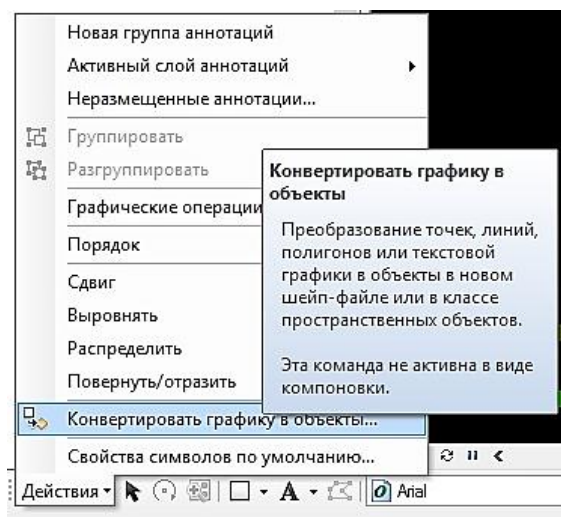 Новая группа аннотаций
Активный слой аннотаций
Неразмещенные аннотации...
Группировать
Разгруппировать
Графические операции
Порядок
Сдвиг
Выровнять
Распределить
Повернуть/отразить
Конвертировать графику в объекты...
Свойства символов по умолчанию...
Конвертировать графику в
объекты
Преобразование точек, линий,
полигонов или текстовой
графики в объекты в новом
шейп-файле или в классе
пространственных объектов.
Эта команда не активна в виде
компоновки.
Действия
A
Arial